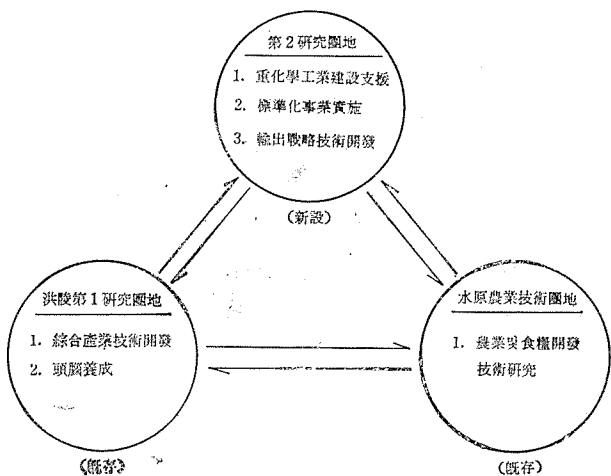 第2研究團地
1. 重化學工業建設支援
2. 標準化事業實施
3. 輸出戰略技術開發
(新設)
洪陵第1研究團地
1. 綜合產業技術開發
2. 頭腦養成
(既存)
水原農業技術團地
1. 農業및食糧開發
技術硏究
(既存)